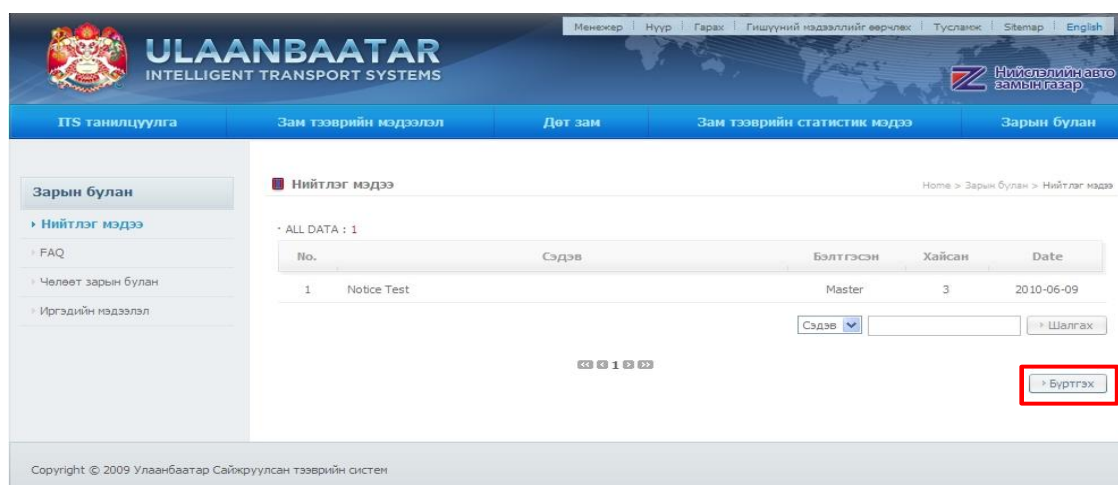 Менежер | Нүүр | Гарах | Гишүүний мэдээллийг өөрчлөх | Тусламж | Sitemap | English
ULAANBAATAR
INTELLIGENT TRANSPORT SYSTEMS
Нийслэлийн авто
замын газар
ITS танилцуулга Зам тээврийн мэдээлэл Дөт зам Зам тээврийн статистик мэдээ Зарын булан
Зарын булан
Нийтлэг мэдээ
FAQ
Чөлөөт зарын булан
Иргэдийн мэдээлэл
Нийтлэг мэдээ
Home > Зарын булан > Нийтлэг мэдээ
· ALL DATA : 1
No. Сэдэв Бэлтгэсэн Хайсан Date
1 Notice Test Master 3 2010-06-09
Сэдэв Шалгах
1
Бүртгэх
Copyright © 2009 Улаанбаатар Сайжруулсан тээврийн систем